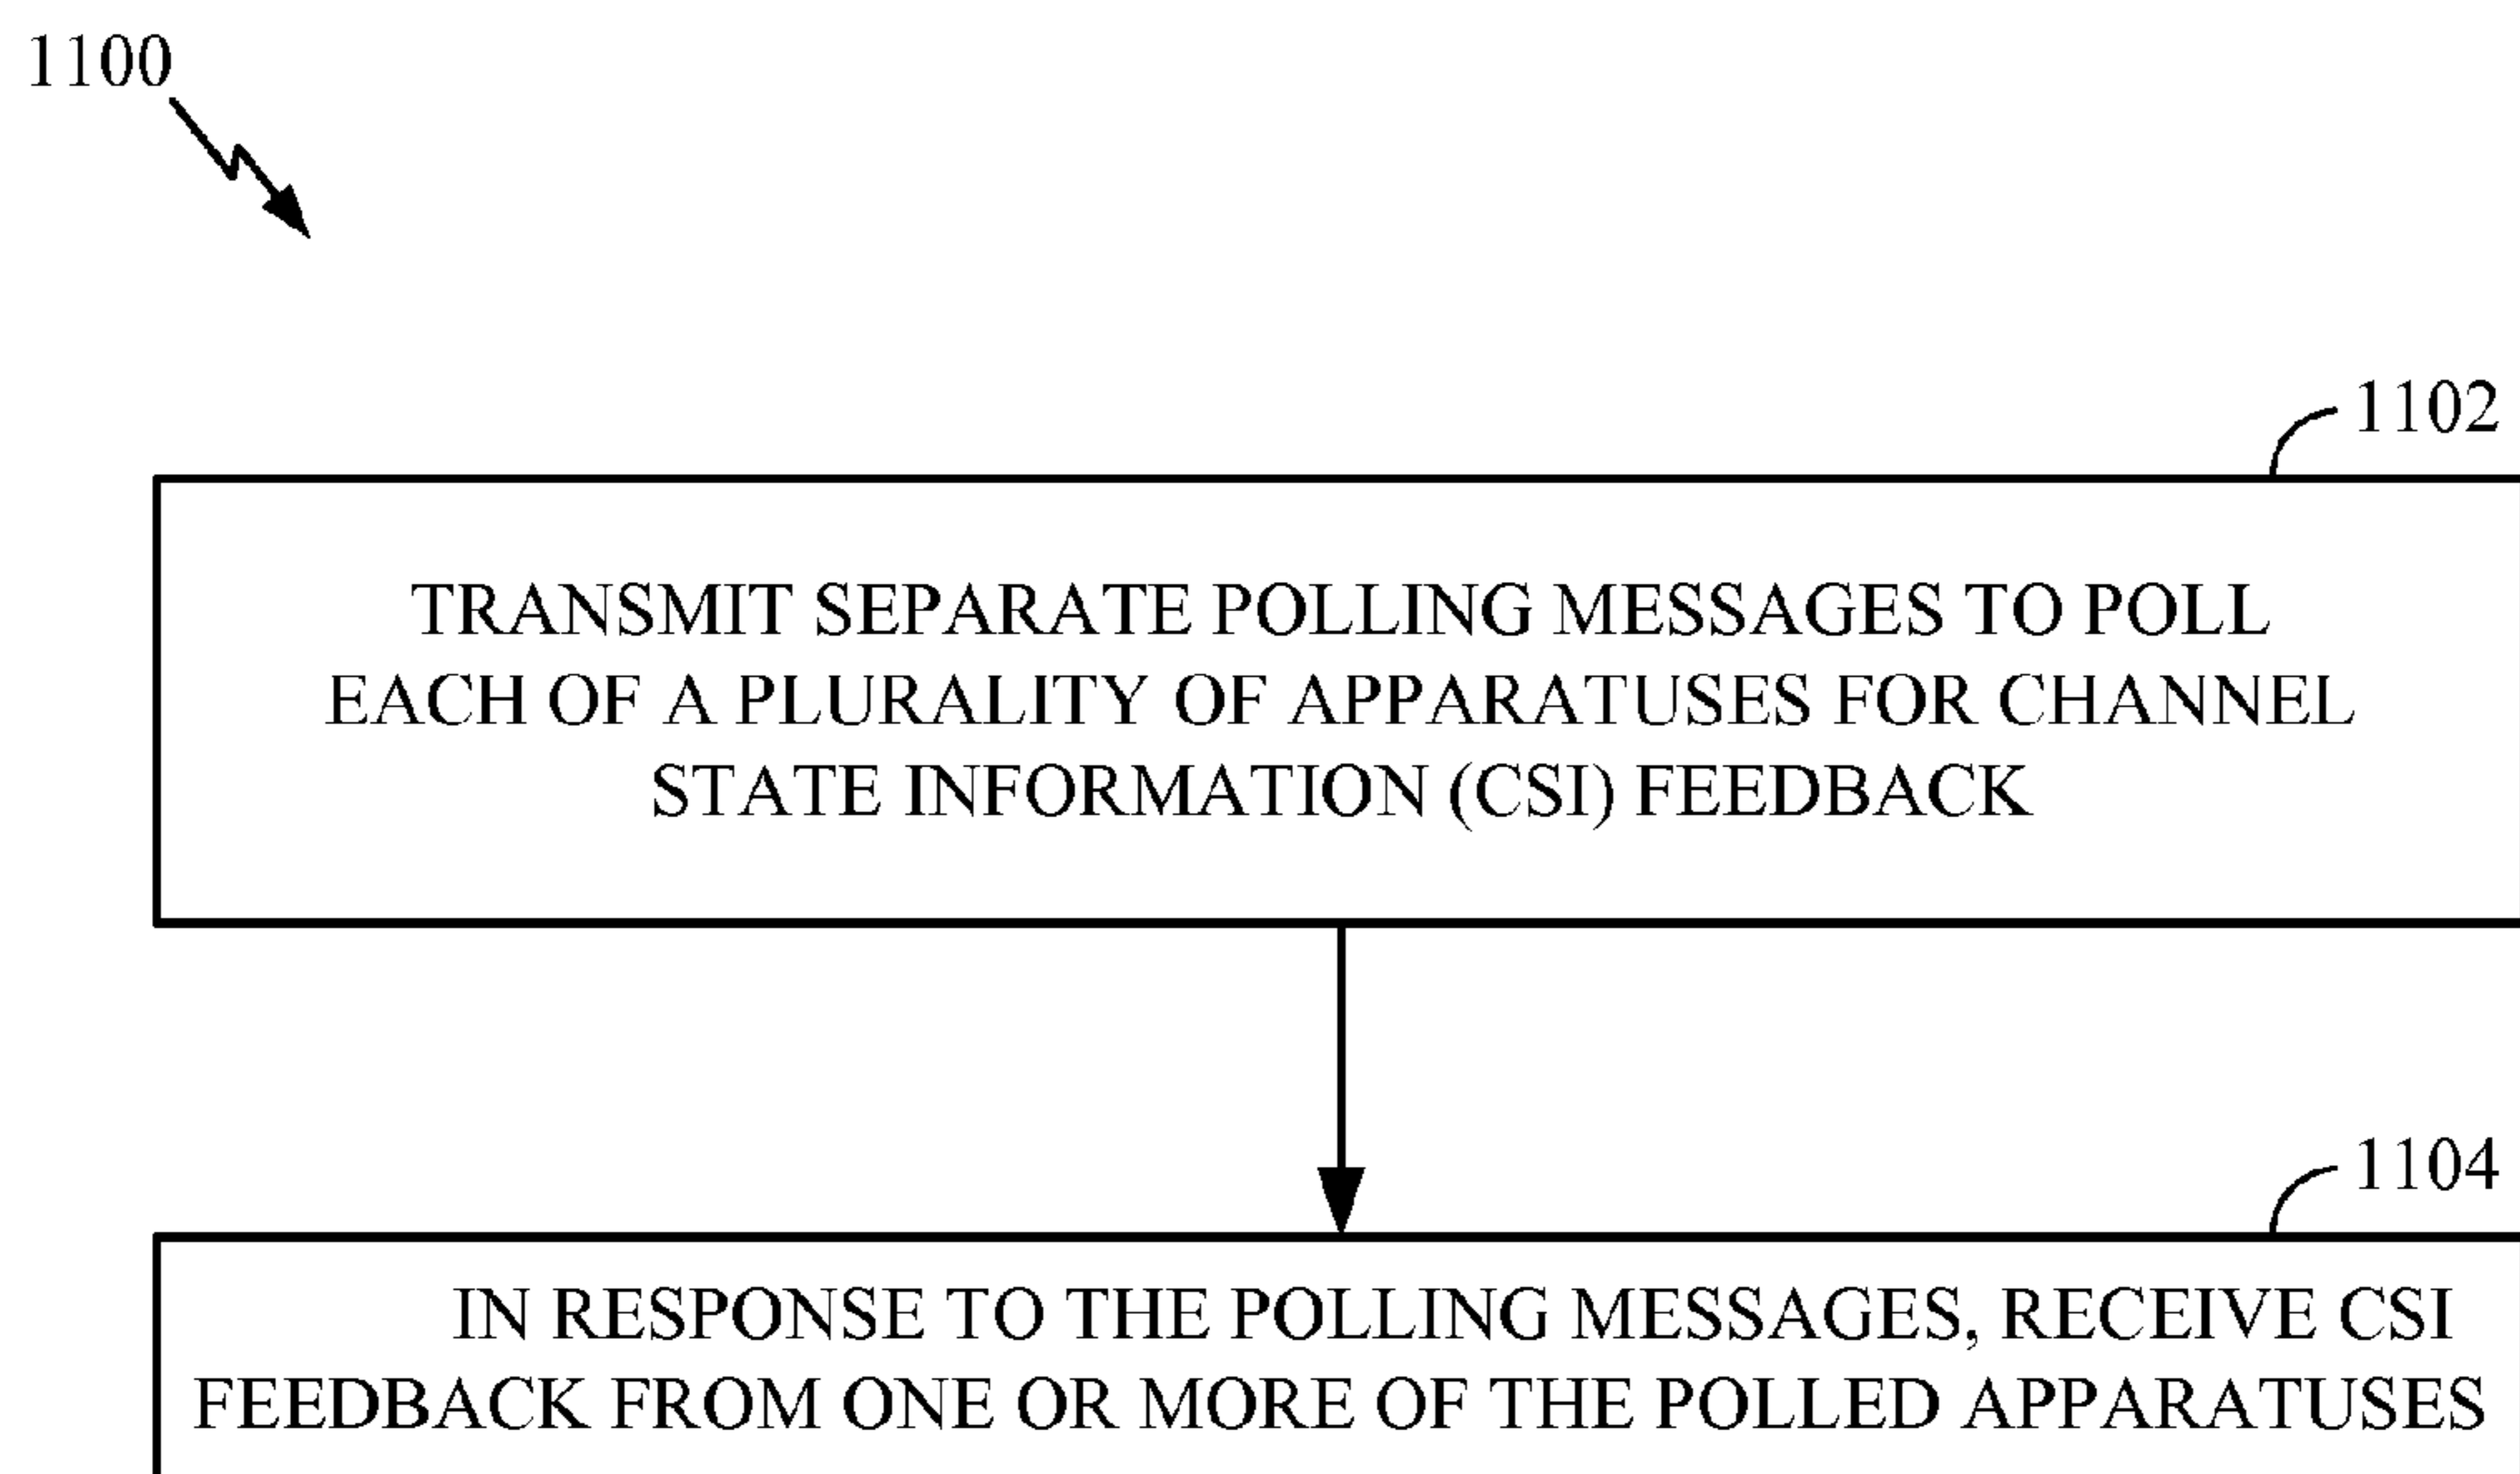 1100
1102
TRANSMIT SEPARATE POLLING MESSAGES TO POLL
EACH OF A PLURALITY OF APPARATUSES FOR CHANNEL
STATE INFORMATION (CSI) FEEDBACK
1104
IN RESPONSE TO THE POLLING MESSAGES, RECEIVE CSI
FEEDBACK FROM ONE OR MORE OF THE POLLED APPARATUSES